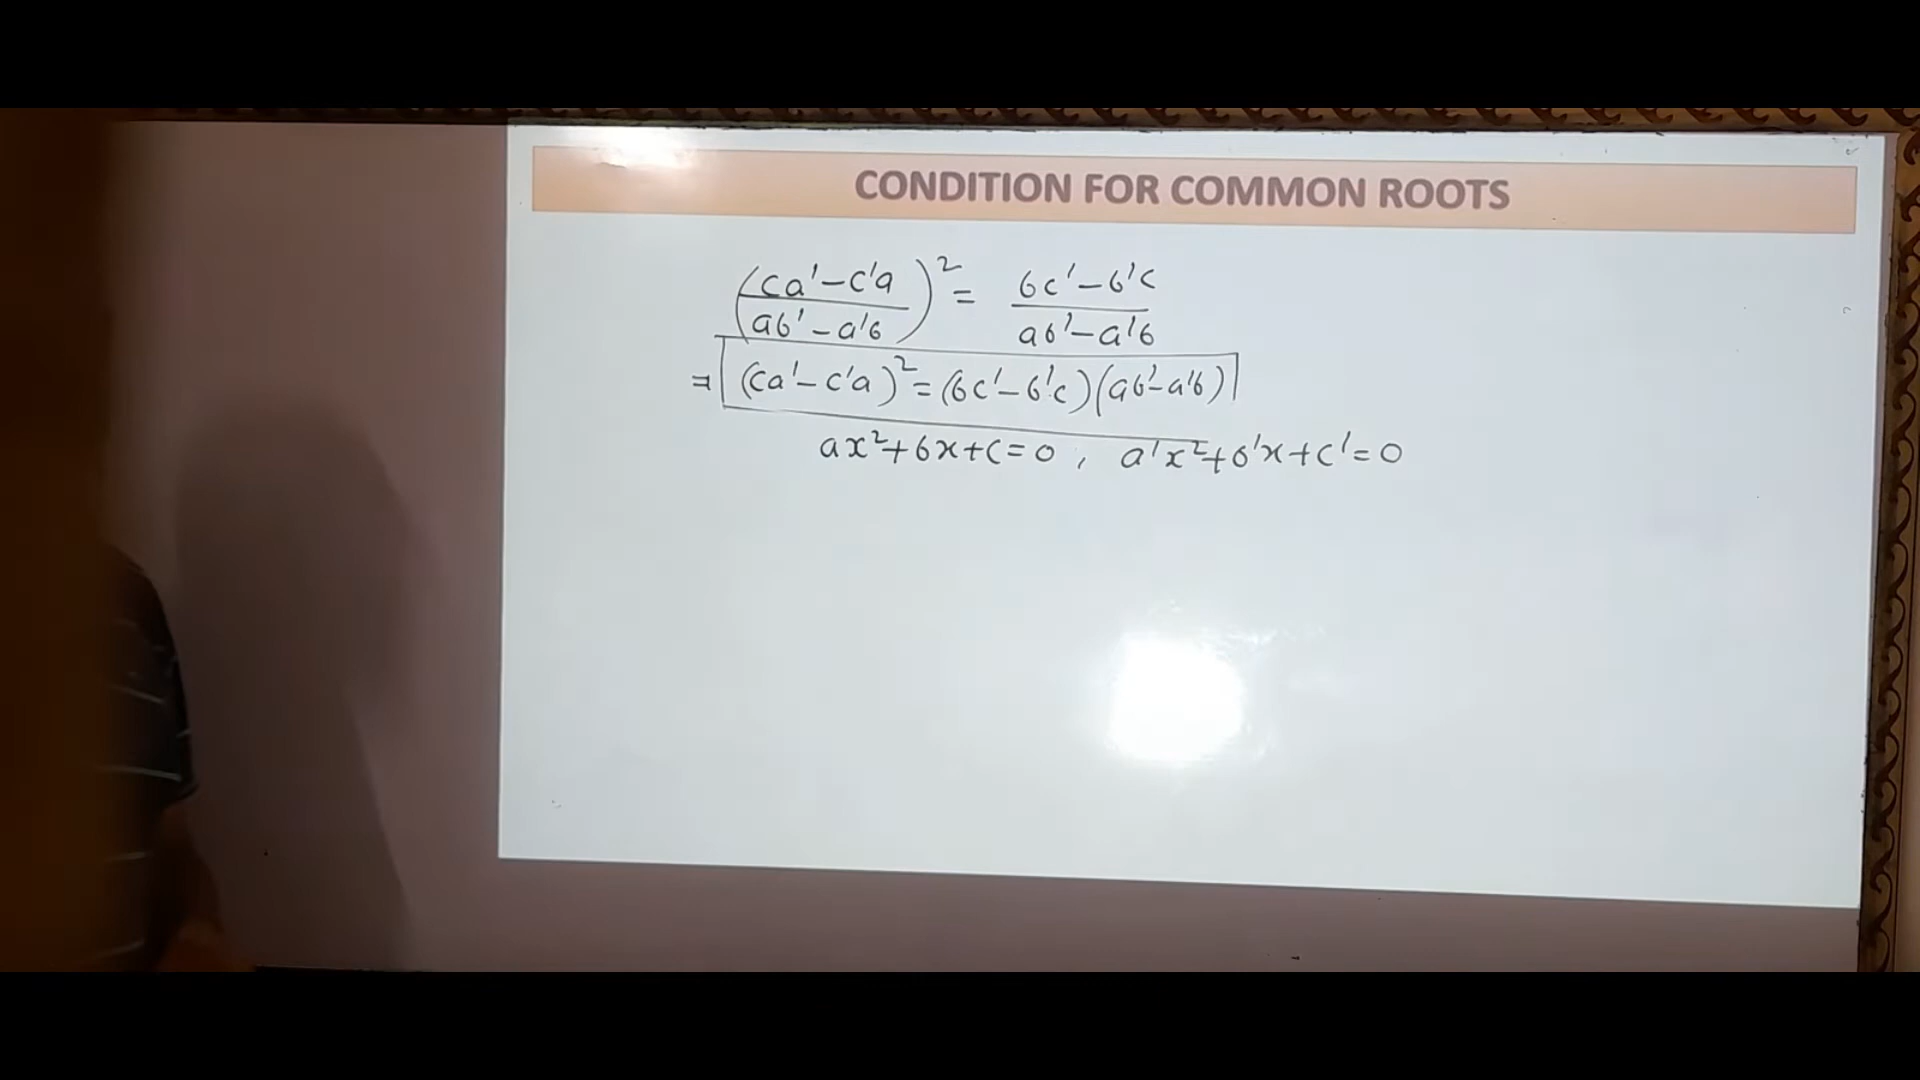 CONDITION FOR COMMON ROOTS
((ca'-c'a)/(ab'-a'b))² = (bc'-b'c)/(ab'-a'b)
⇒ (ca'-c'a)² = (bc'-b'c)(ab'-a'b)
ax²+bx+c=0, a'x²+b'x+c'=0